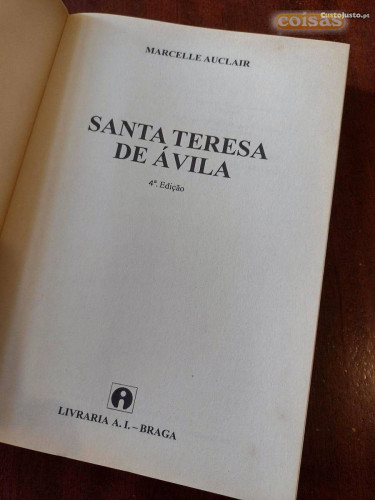 coisas
CustoJusto.pt
MARCELLE AUCLAIR
SANTA TERESA
DE ÁVILA
4ª. Edição
LIVRARIA A. I. – BRAGA